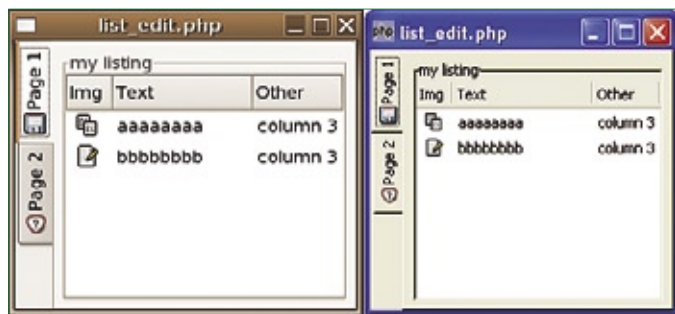 list_edit.php
Page 1
Page 2
my listing
Img Text Other
aaaaaaaa column 3
bbbbbbbb column 3
php list_edit.php
Page 1
Page 2
my listing
Img Text Other
aaaaaaaa column 3
bbbbbbbb column 3